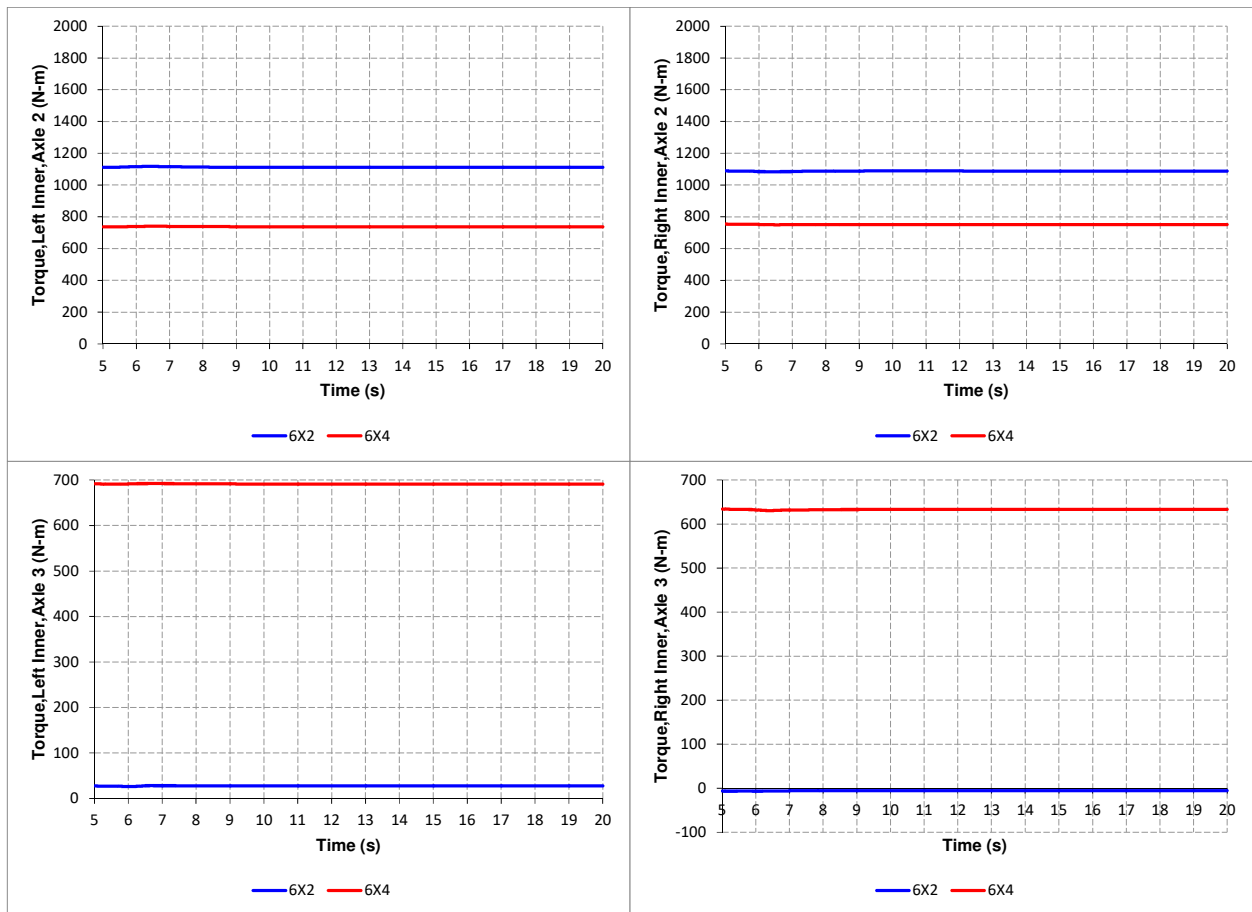 Torque,Left Inner,Axle 2 (N-m)
2000
1800
1600
1400
1200
1000
800
600
400
200
0
5 6 7 8 9 10 11 12 13 14 15 16 17 18 19 20
Time (s)
6X2 6X4
Torque,Right Inner,Axle 2 (N-m)
2000
1800
1600
1400
1200
1000
800
600
400
200
0
5 6 7 8 9 10 11 12 13 14 15 16 17 18 19 20
Time (s)
6X2 6X4
Torque,Left Inner,Axle 3 (N-m)
700
600
500
400
300
200
100
0
5 6 7 8 9 10 11 12 13 14 15 16 17 18 19 20
Time (s)
6X2 6X4
Torque,Right Inner,Axle 3 (N-m)
700
600
500
400
300
200
100
0
-100
5 6 7 8 9 10 11 12 13 14 15 16 17 18 19 20
Time (s)
6X2 6X4